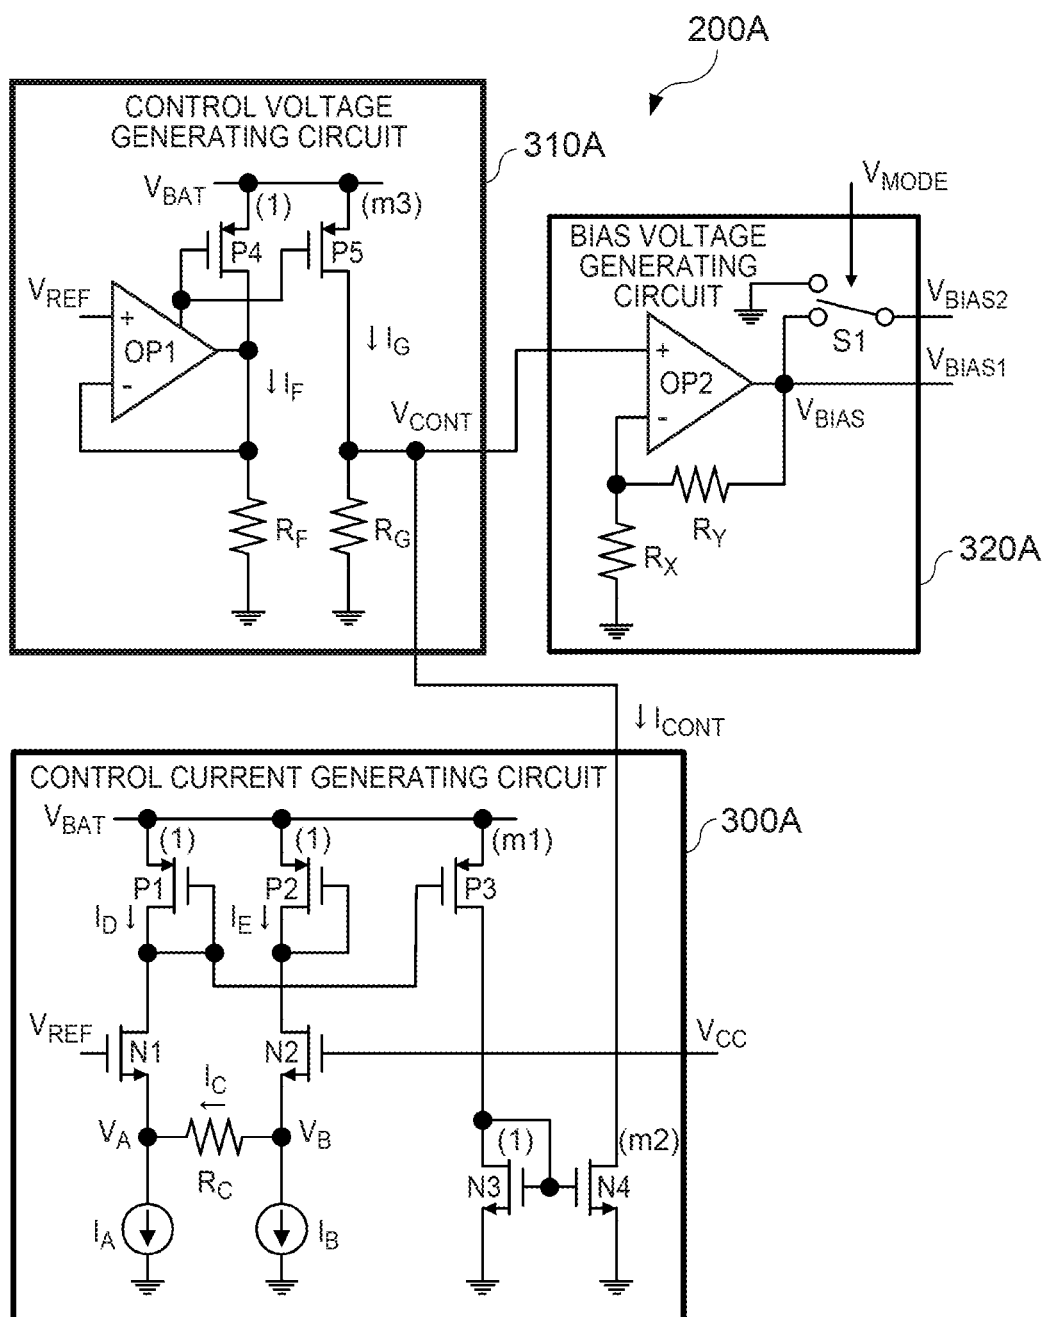 200A
CONTROL VOLTAGE
GENERATING CIRCUIT
310A
VBAT
(1)
(m3)
P4
P5
VREF
+
OP1
-
↓ IF
↓ IG
VCONT
RF
RG
VMODE
BIAS VOLTAGE
GENERATING
CIRCUIT
S1
VBIAS2
VBIAS1
+
OP2
-
VBIAS
RY
RX
320A
↓ ICONT
CONTROL CURRENT GENERATING CIRCUIT
300A
VBAT
(1)
(1)
(m1)
P1
P2
P3
ID ↓
IE ↓
VREF
N1
N2
VCC
IC
←
VA
VB
RC
(1)
(m2)
N3
N4
IA
IB